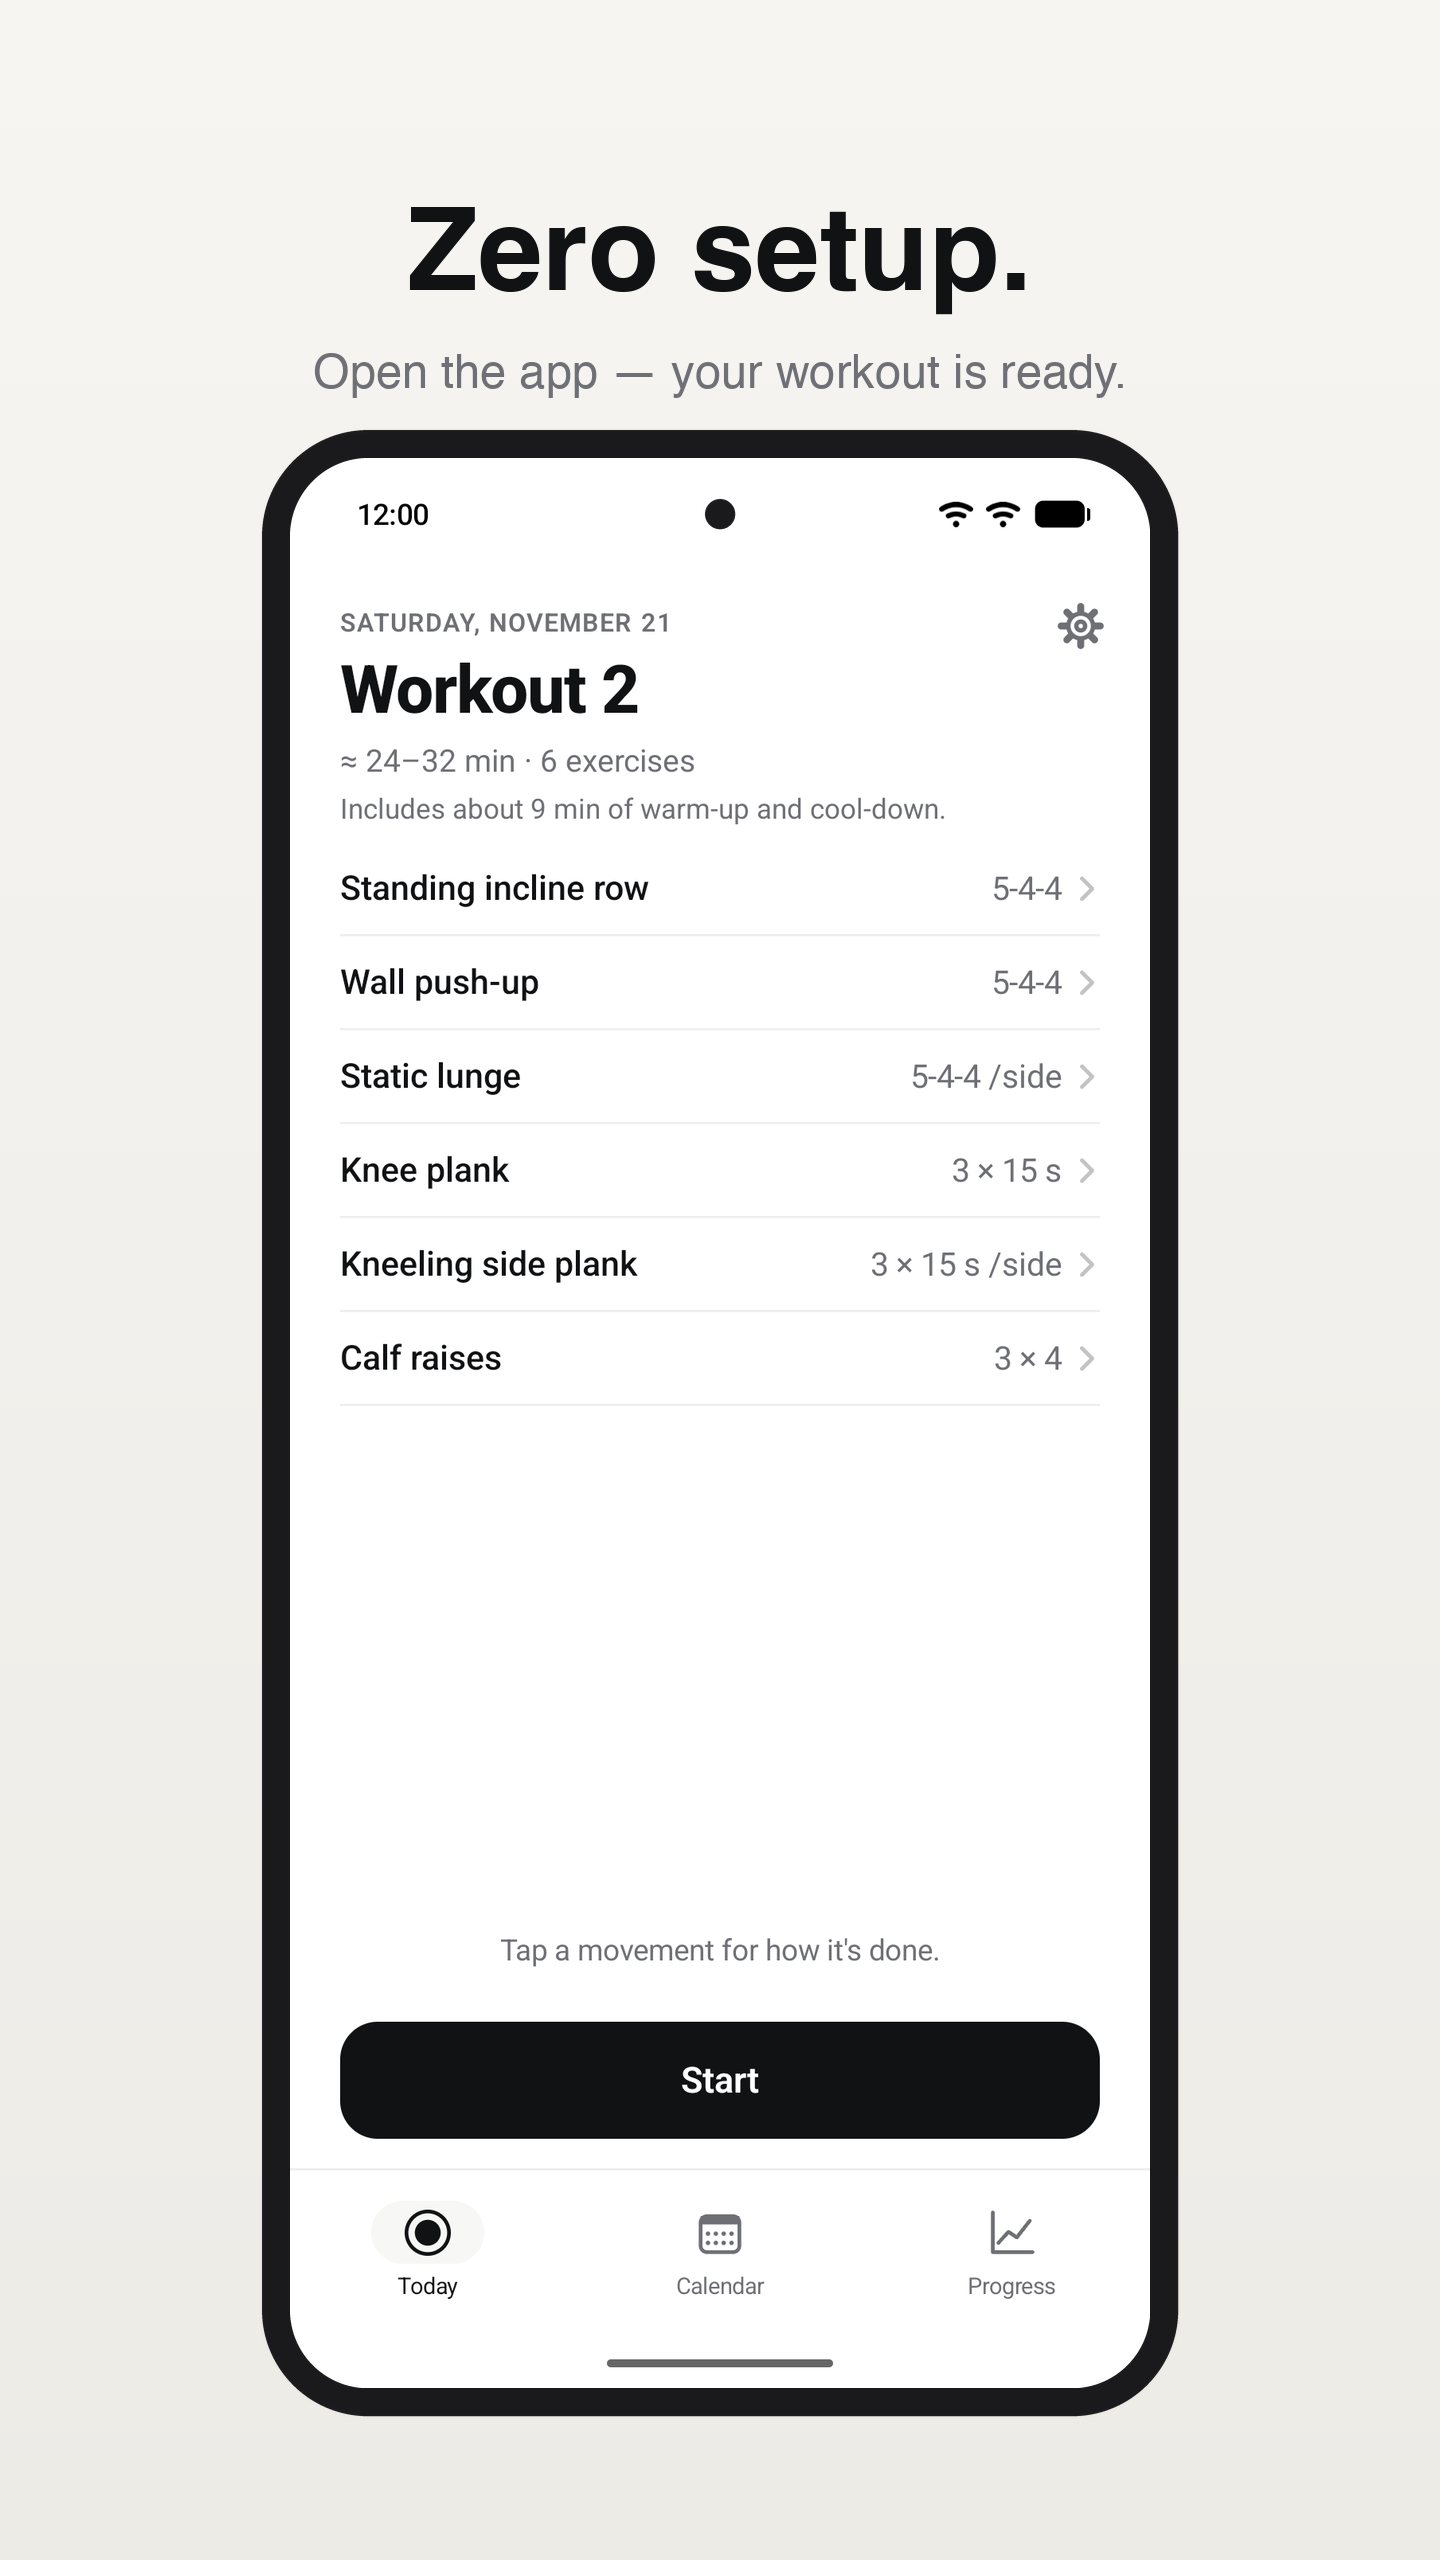 Zero setup.
Open the app — your workout is ready.
12:00
SATURDAY, NOVEMBER 21
Workout 2
≈ 24–32 min · 6 exercises
Includes about 9 min of warm-up and cool-down.
Standing incline row 5-4-4
Wall push-up 5-4-4
Static lunge 5-4-4 /side
Knee plank 3 × 15 s
Kneeling side plank 3 × 15 s /side
Calf raises 3 × 4
Tap a movement for how it's done.
Start
Today Calendar Progress